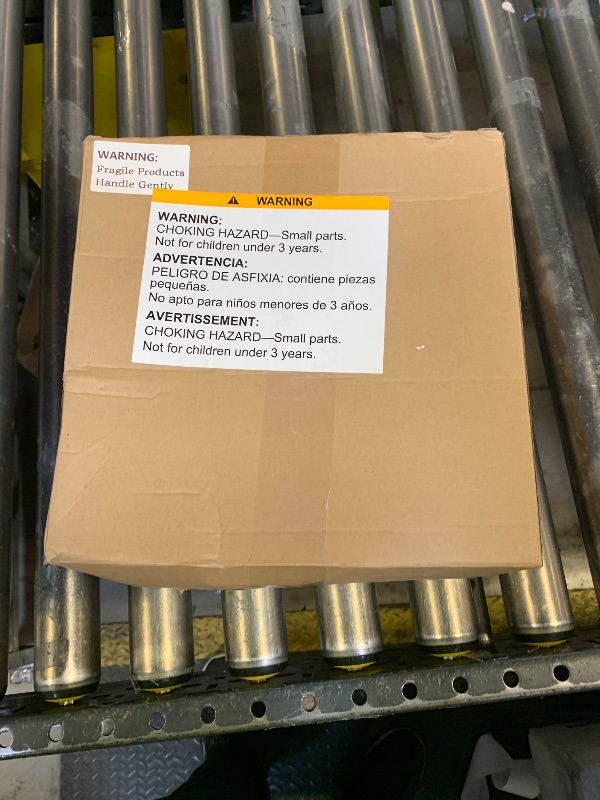 WARNING:
Fragile Products
Handle Gently
⚠ WARNING
WARNING:
CHOKING HAZARD—Small parts.
Not for children under 3 years.
ADVERTENCIA:
PELIGRO DE ASFIXIA: contiene piezas
pequeñas.
No apto para niños menores de 3 años.
AVERTISSEMENT:
CHOKING HAZARD—Small parts.
Not for children under 3 years.